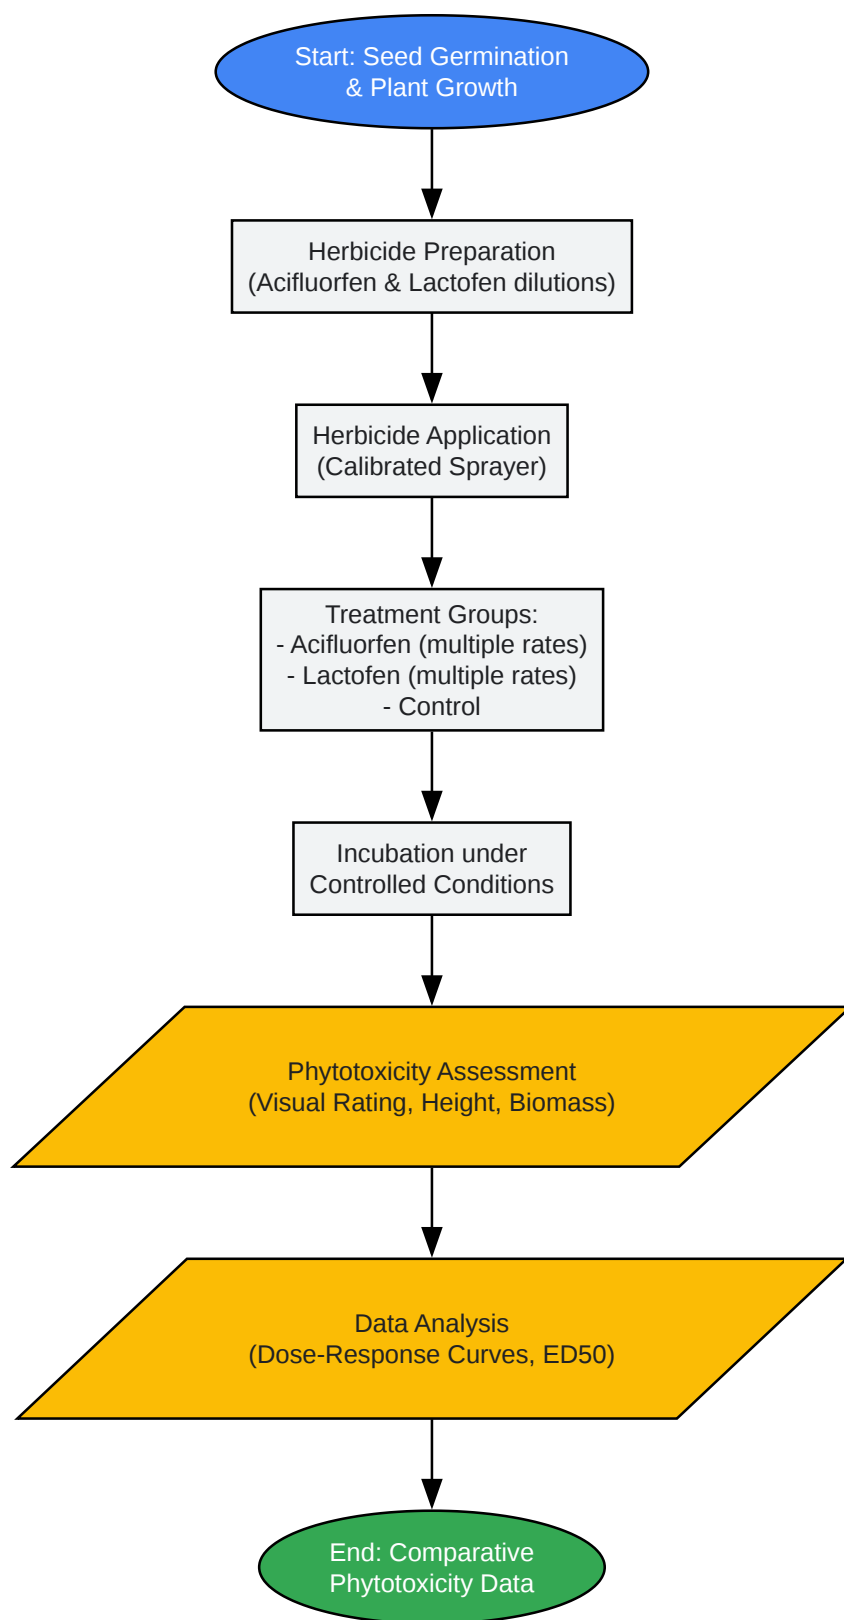 Start: Seed Germination
& Plant Growth
Herbicide Preparation
(Acifluorfen & Lactofen dilutions)
Herbicide Application
(Calibrated Sprayer)
Treatment Groups:
- Acifluorfen (multiple rates)
- Lactofen (multiple rates)
- Control
Incubation under
Controlled Conditions
Phytotoxicity Assessment
(Visual Rating, Height, Biomass)
Data Analysis
(Dose-Response Curves, ED50)
End: Comparative
Phytotoxicity Data